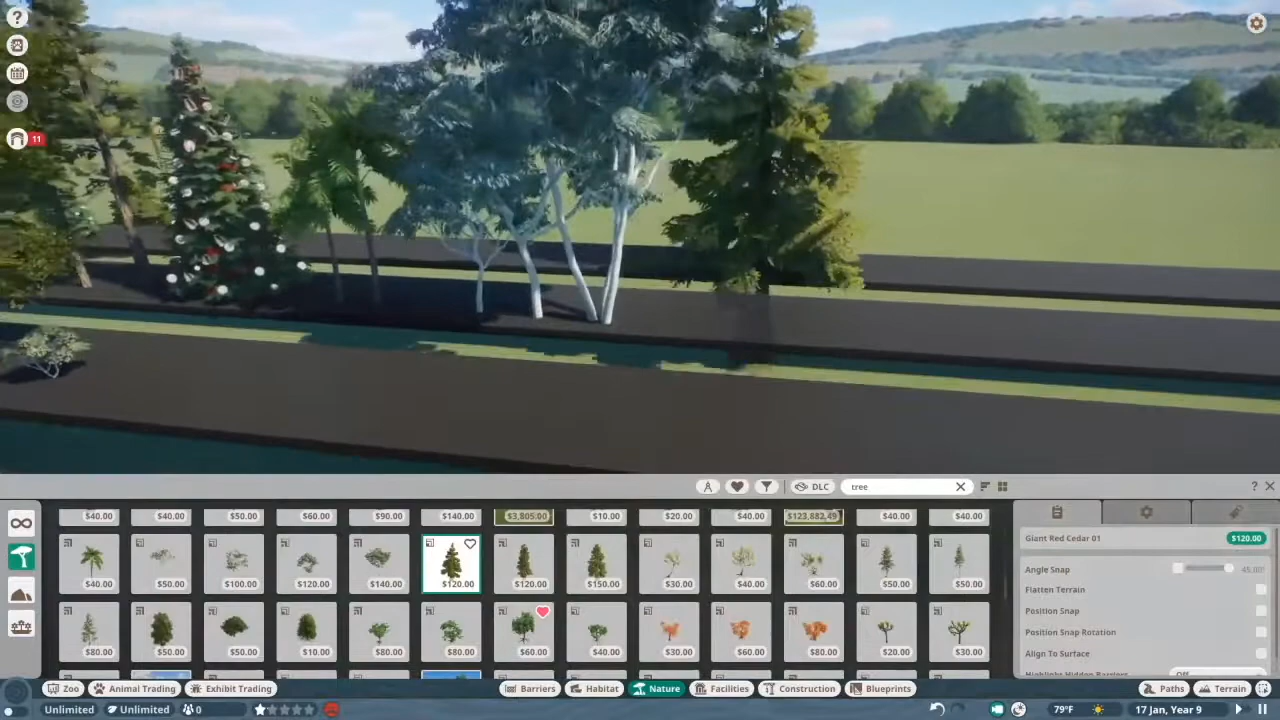 ?
11
DLC
tree
?
$40.00 $40.00 $50.00 $60.00 $90.00 $140.00 $3,805.00 $10.00 $20.00 $40.00 $123,882.49 $40.00 $40.00
$40.00 $50.00 $100.00 $120.00 $140.00 $120.00 $120.00 $150.00 $30.00 $40.00 $60.00 $50.00 $50.00
$80.00 $50.00 $10.00 $80.00 $80.00 $60.00 $40.00 $30.00 $60.00 $80.00 $20.00 $30.00
Giant Red Cedar 01 $120.00
Angle Snap 45.00°
Flatten Terrain
Position Snap
Position Snap Rotation
Align To Surface
Zoo Animal Trading Exhibit Trading Barriers Habitat Nature Facilities Construction Blueprints Paths Terrain
Unlimited Unlimited 0 79°F 17 Jan, Year 9